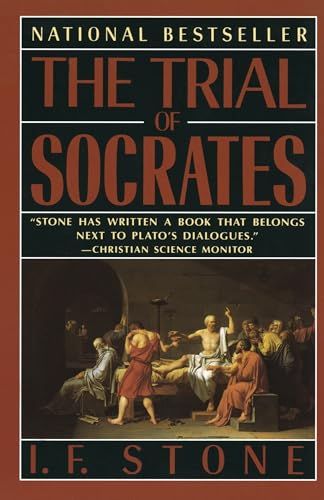 NATIONAL BESTSELLER
THE TRIAL
OF
SOCRATES
“STONE HAS WRITTEN A BOOK THAT BELONGS
NEXT TO PLATO’S DIALOGUES.”
—CHRISTIAN SCIENCE MONITOR
I.F. STONE